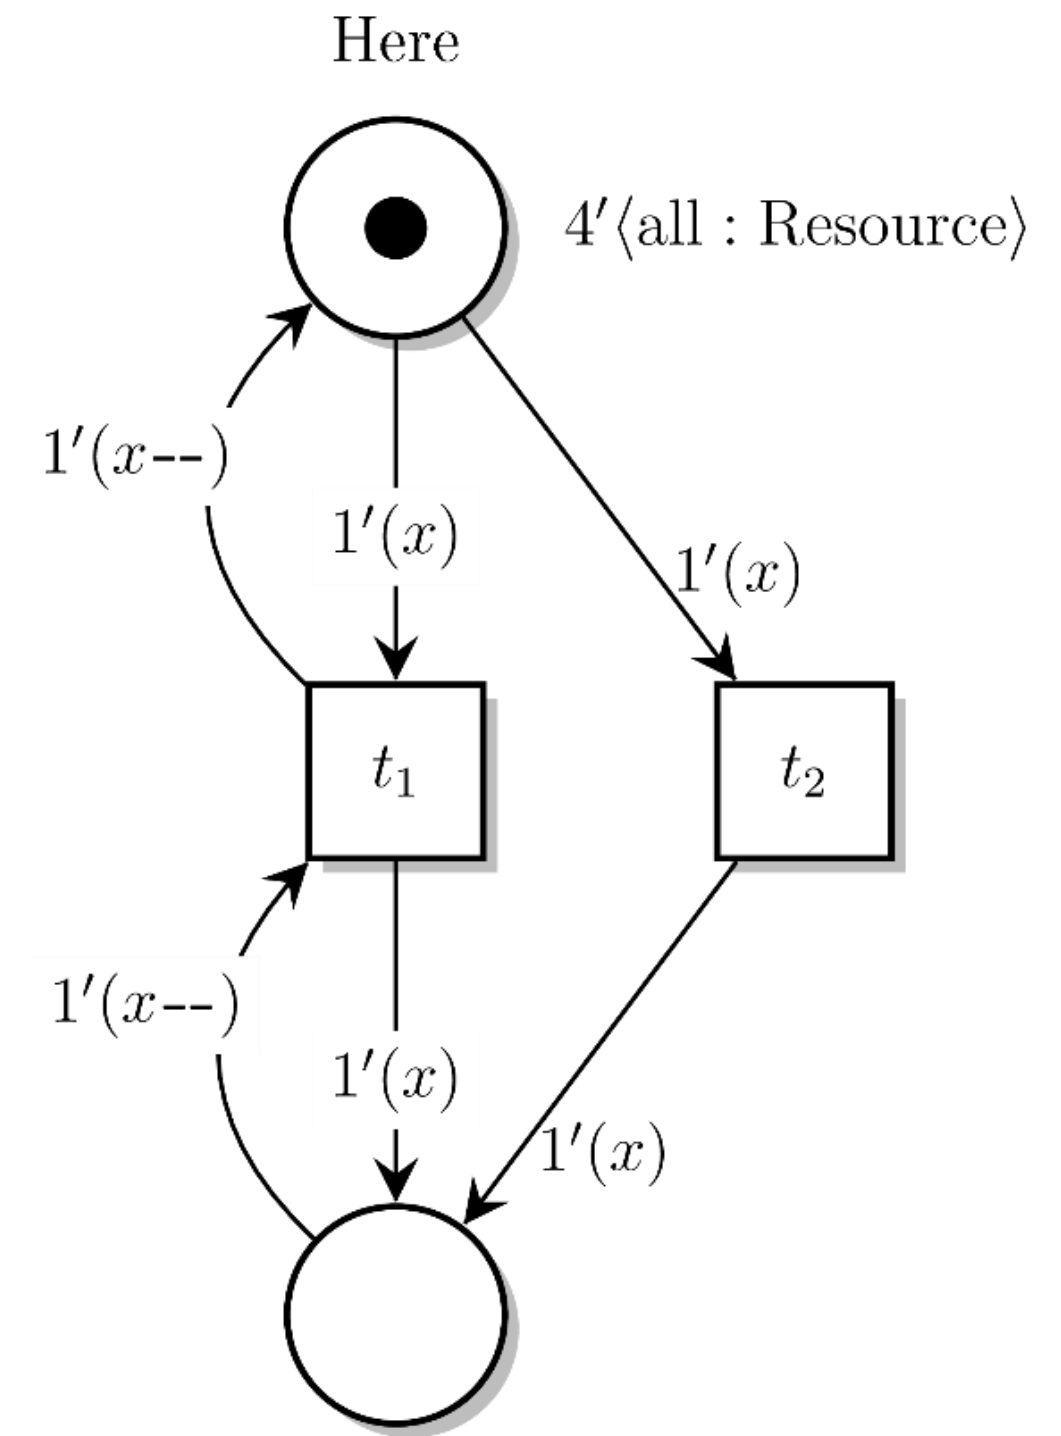 Here
4′⟨all : Resource⟩
1′(x--)
1′(x)
1′(x)
t₁
t₂
1′(x--)
1′(x)
1′(x)